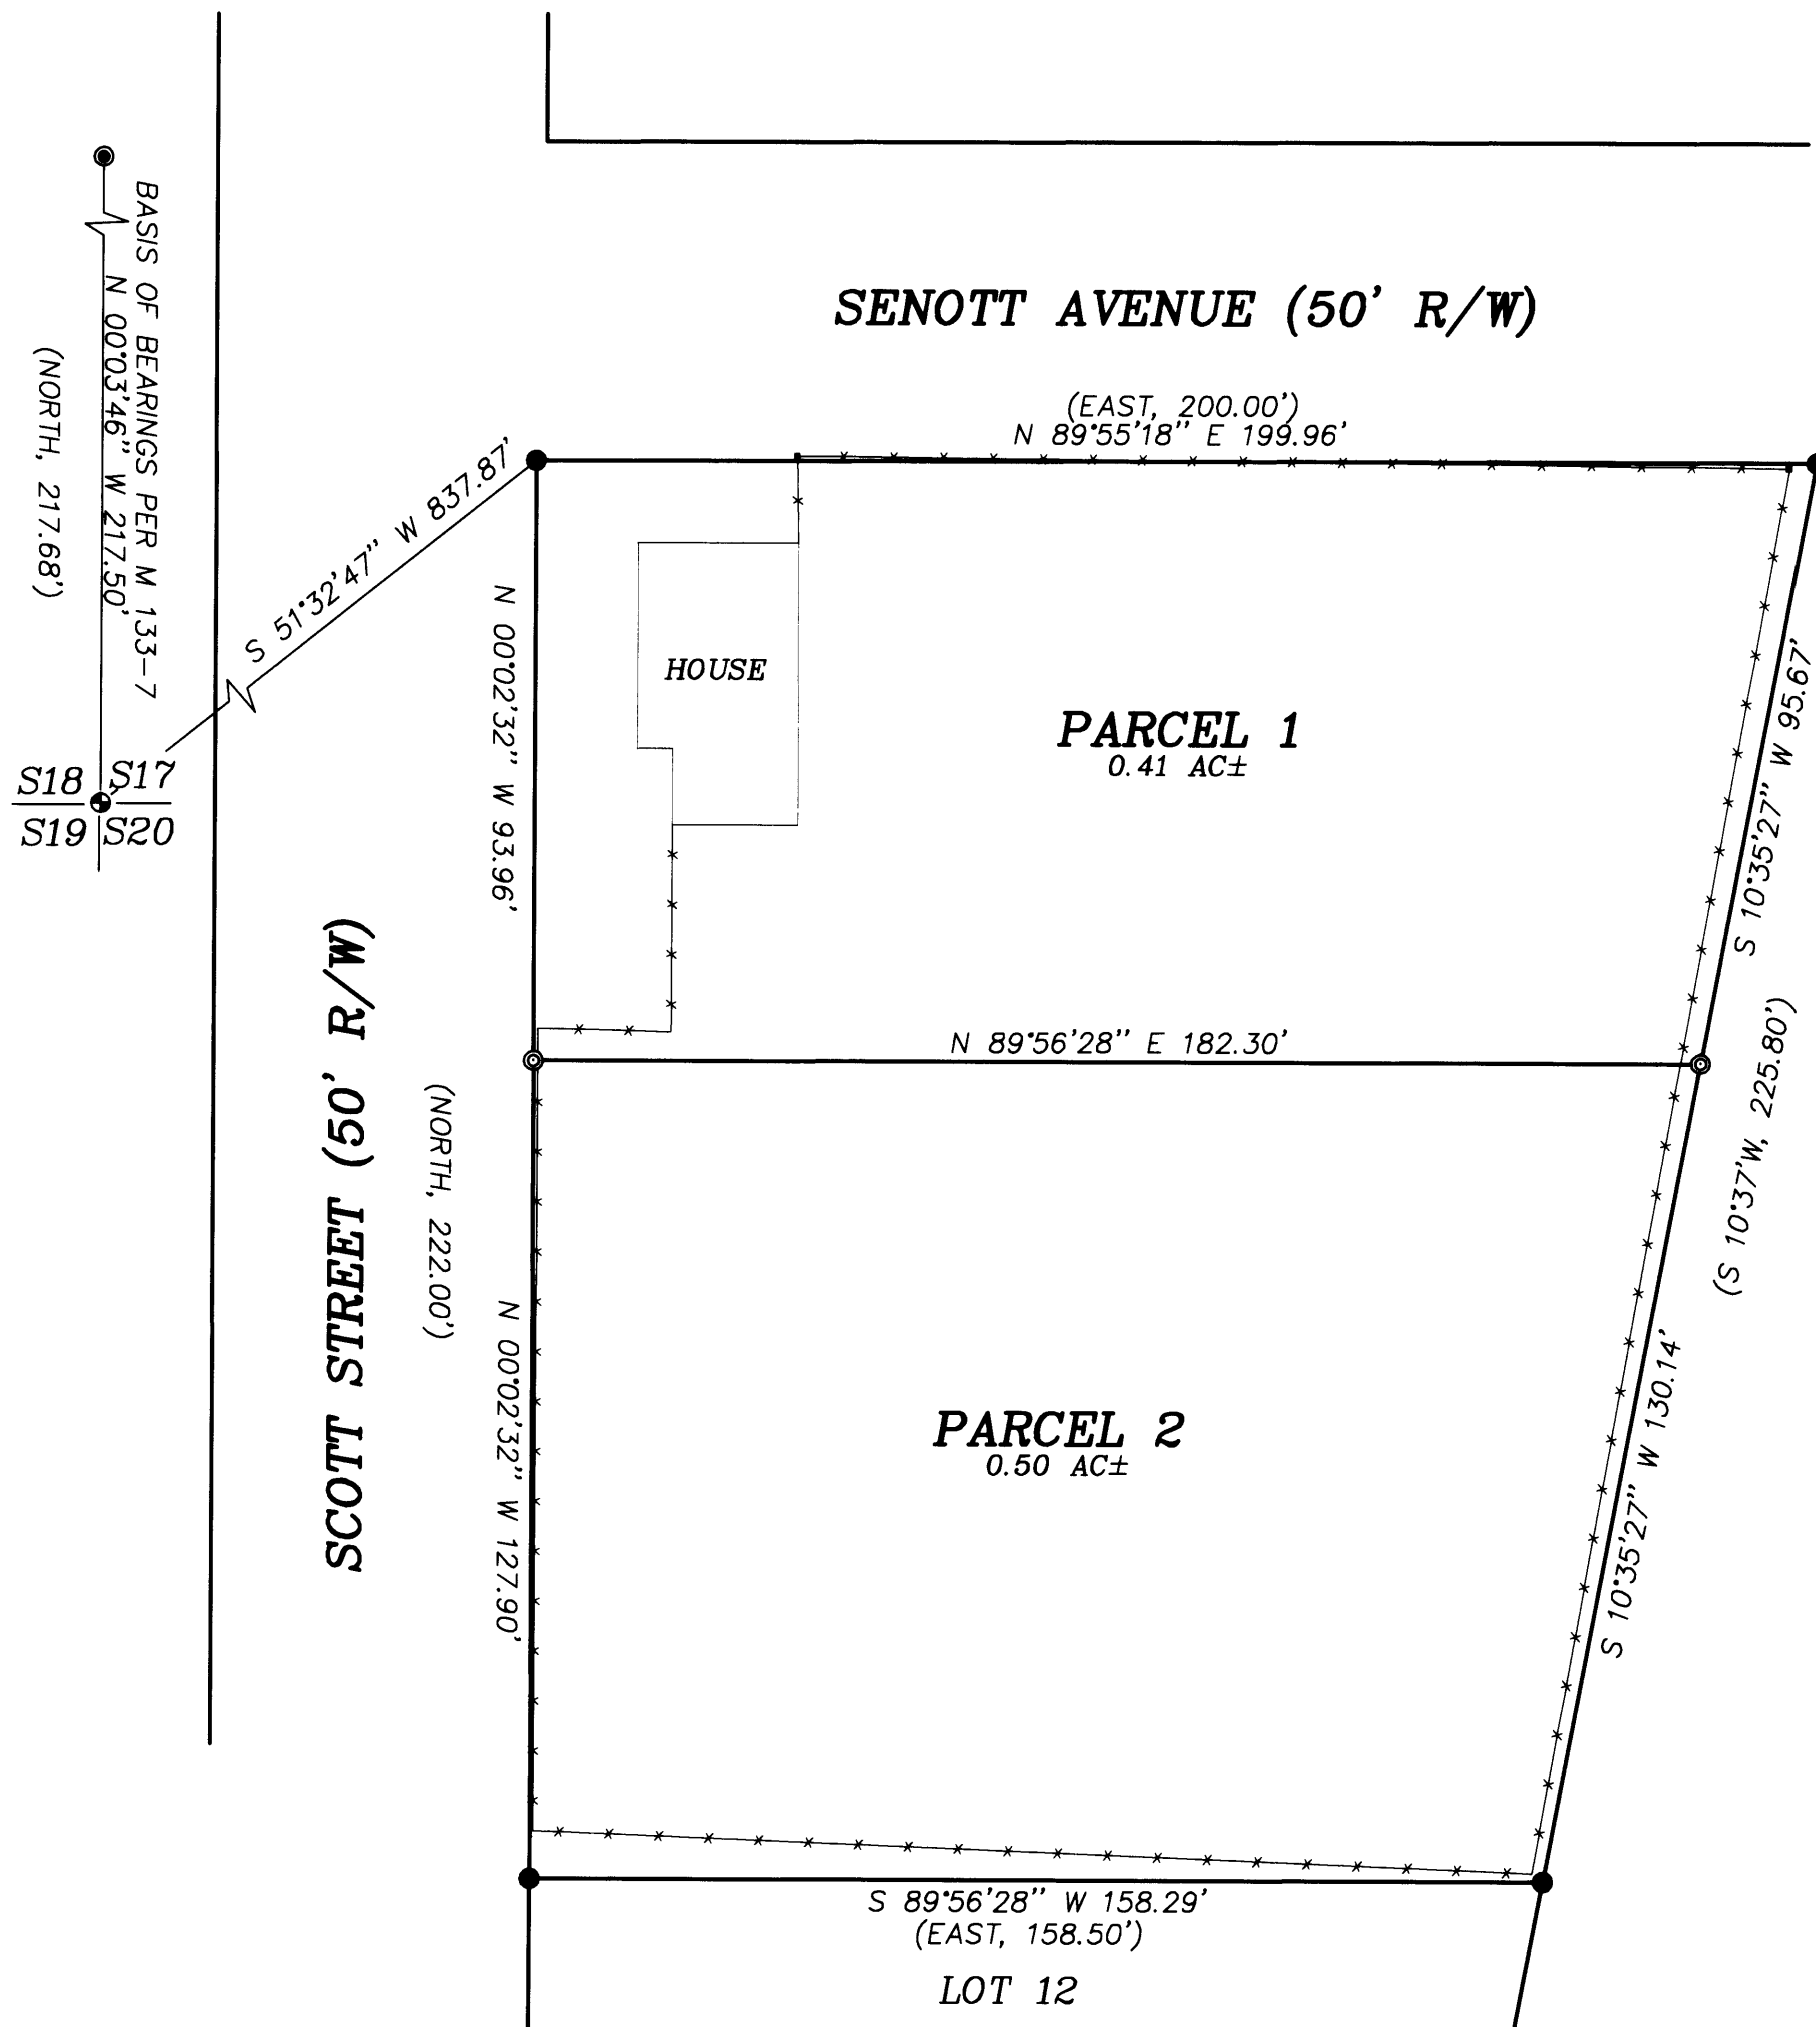 SENOTT AVENUE (50' R/W)
(EAST, 200.00')
N 89°55'18" E 199.96'
BASIS OF BEARINGS PER M 133-7
N 00°03'46" W 217.50'
(NORTH, 217.68')
S 51°32'47" W 837.87'
S18 S17
S19 S20
N 00°02'32" W 93.96'
HOUSE
PARCEL 1
0.41 AC±
S 10°35'27" W 95.67'
SCOTT STREET (50' R/W)
(NORTH, 222.00')
N 89°56'28" E 182.30'
(S 10°37'W, 225.80')
N 00°02'32" W 127.90'
PARCEL 2
0.50 AC±
S 10°35'27" W 130.14'
S 89°56'28" W 158.29'
(EAST, 158.50')
LOT 12